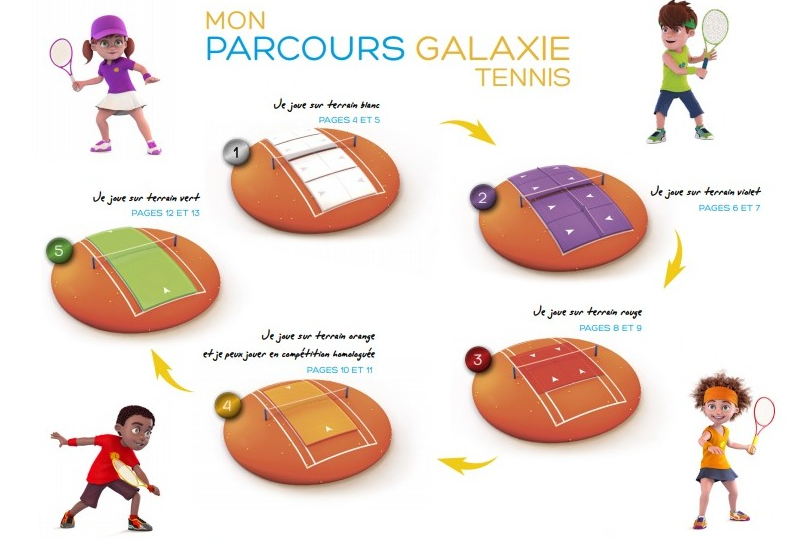 MON
PARCOURS GALAXIE
TENNIS
Je joue sur terrain blanc
PAGES 4 ET 5
1
2
Je joue sur terrain violet
PAGES 6 ET 7
Je joue sur terrain vert
PAGES 12 ET 13
5
Je joue sur terrain rouge
PAGES 8 ET 9
3
Je joue sur terrain orange
et je peux jouer en compétition homologuée
PAGES 10 ET 11
4